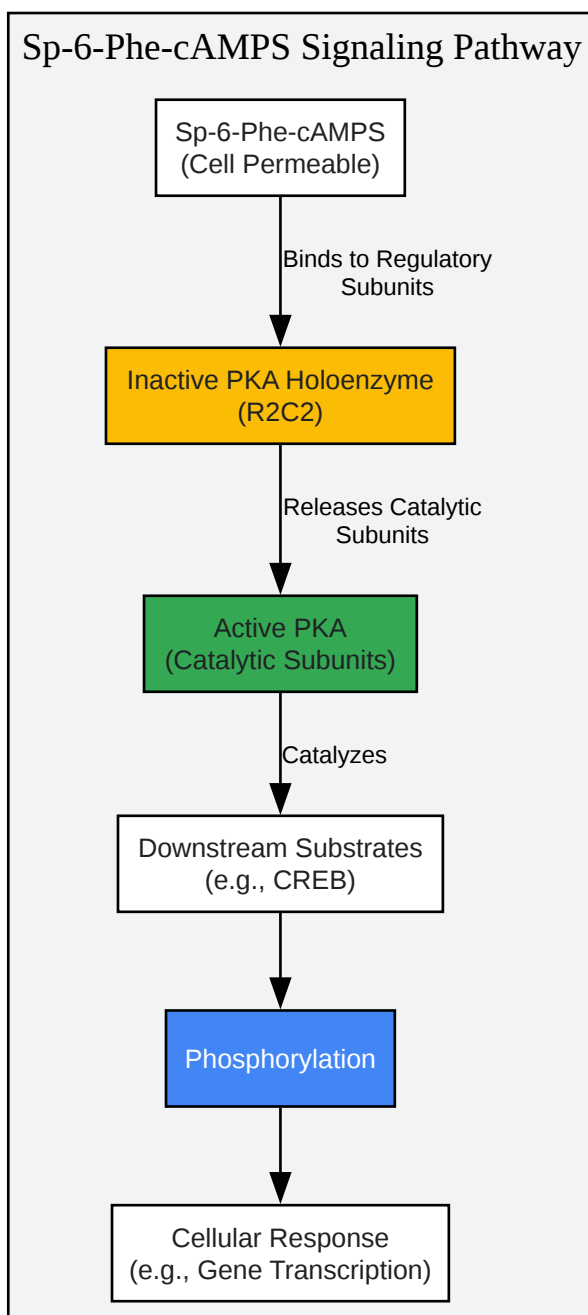 Sp-6-Phe-cAMPS Signaling Pathway
Sp-6-Phe-cAMPS
(Cell Permeable)
Binds to Regulatory
Subunits
Inactive PKA Holoenzyme
(R2C2)
Releases Catalytic
Subunits
Active PKA
(Catalytic Subunits)
Catalyzes
Downstream Substrates
(e.g., CREB)
Phosphorylation
Cellular Response
(e.g., Gene Transcription)